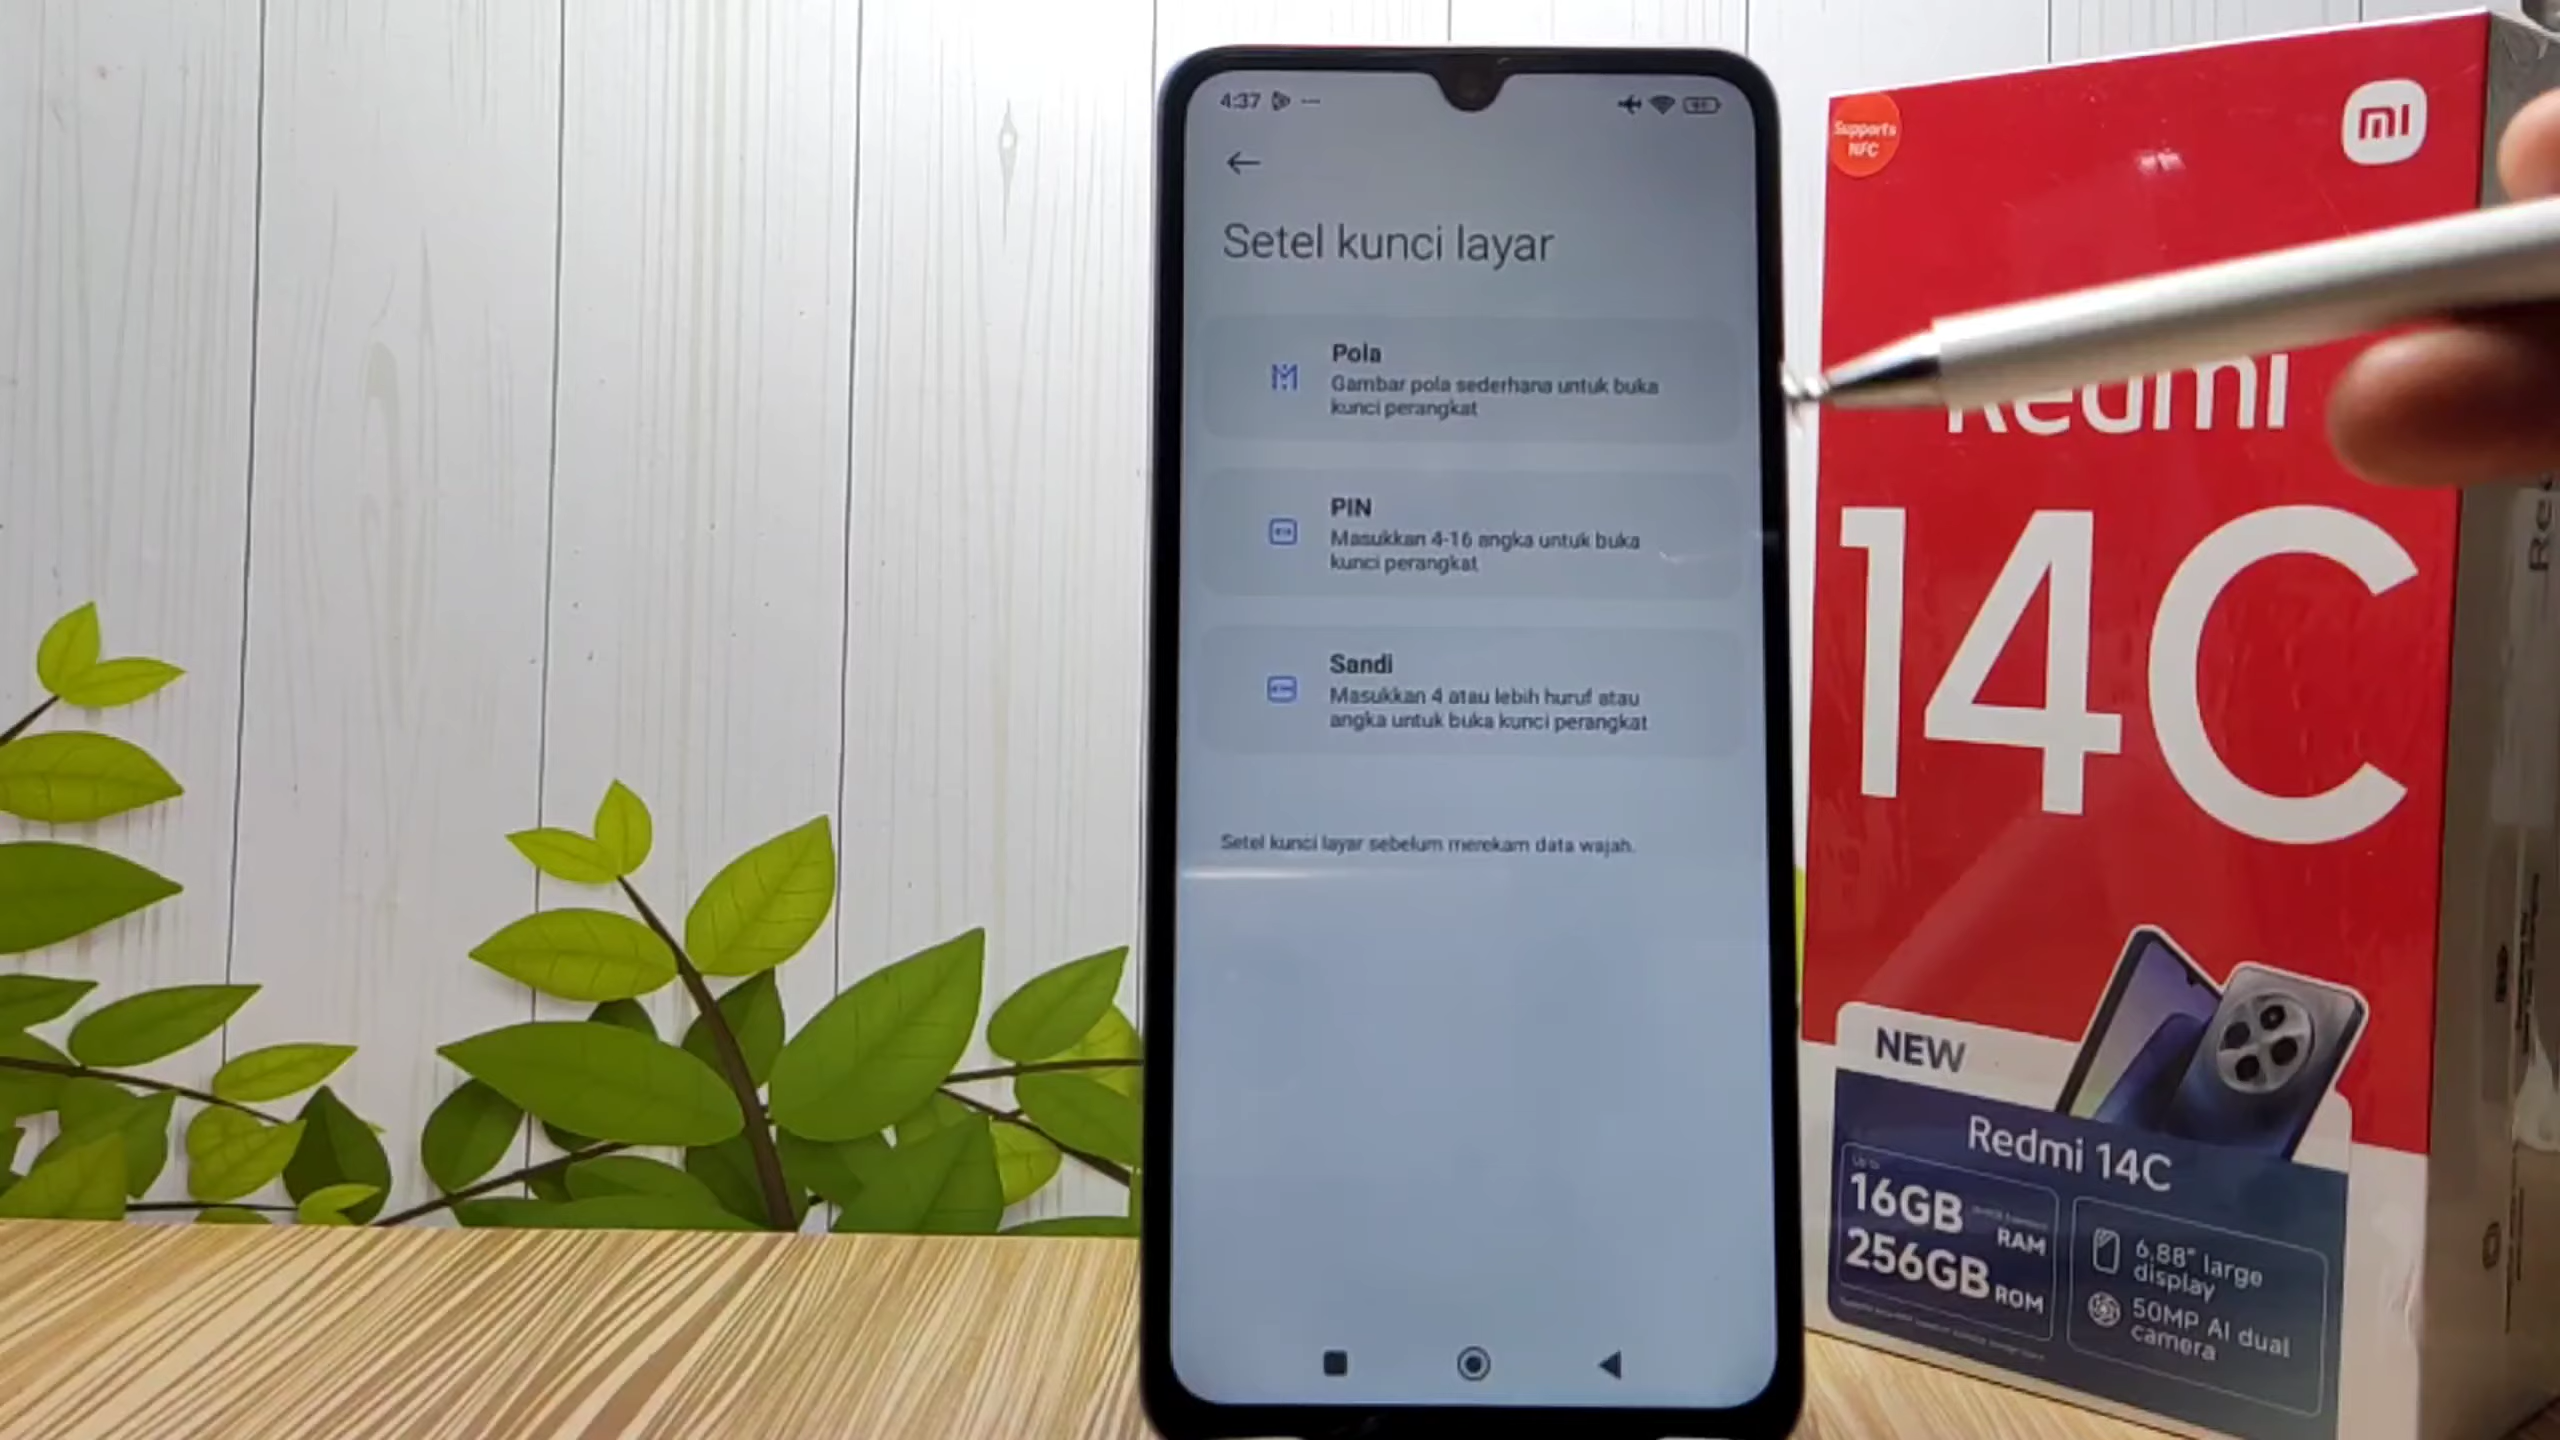 4:37
Setel kunci layar
Pola
Gambar pola sederhana untuk buka
kunci perangkat
PIN
Masukkan 4-16 angka untuk buka
kunci perangkat
Sandi
Masukkan 4 atau lebih huruf atau
angka untuk buka kunci perangkat
Setel kunci layar sebelum merekam data wajah.
Supports
NFC
mi
Redmi
14C
NEW
Redmi 14C
Up to
16GB
RAM
256GB
ROM
6.88" large
display
50MP AI dual
camera